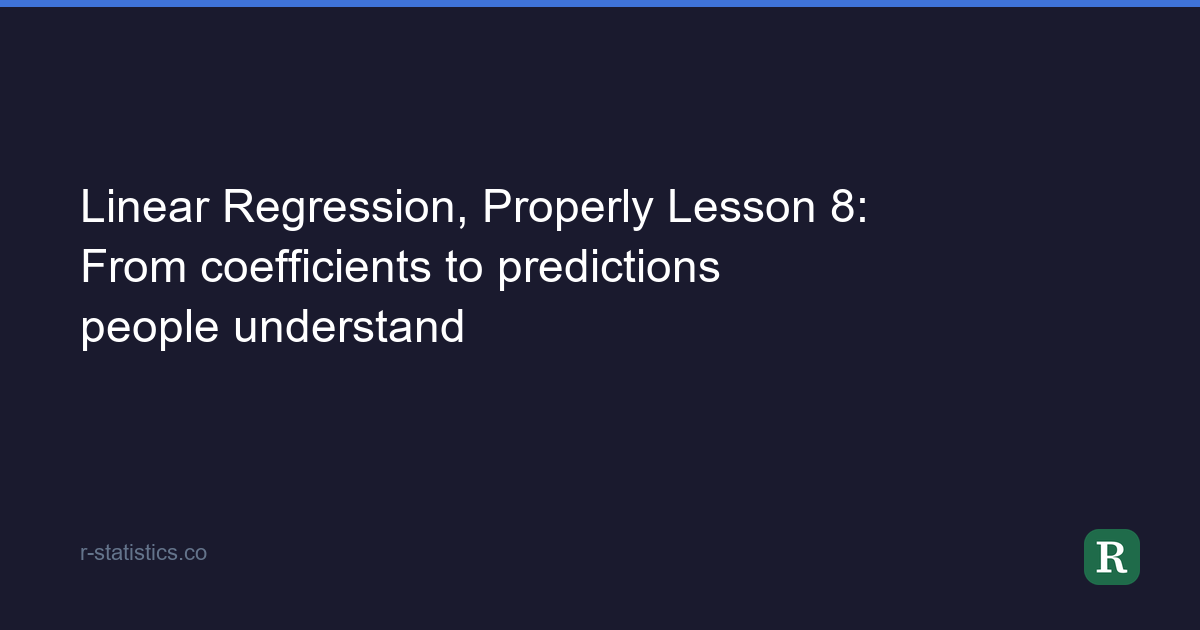 Linear Regression, Properly Lesson 8:
From coefficients to predictions
people understand
r-statistics.co
R